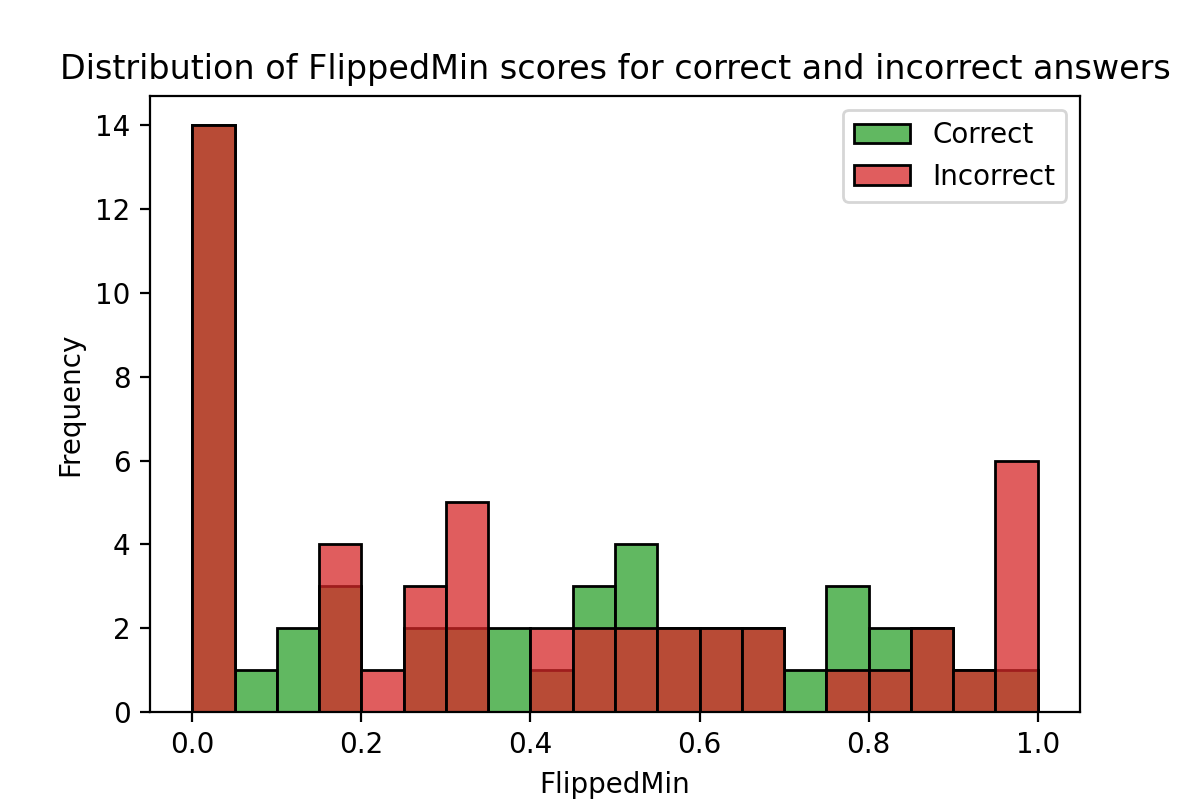 Distribution of FlippedMin scores for correct and incorrect answers
Correct
Incorrect
14
12
10
8
6
4
2
0
Frequency
0.0 0.2 0.4 0.6 0.8 1.0
FlippedMin